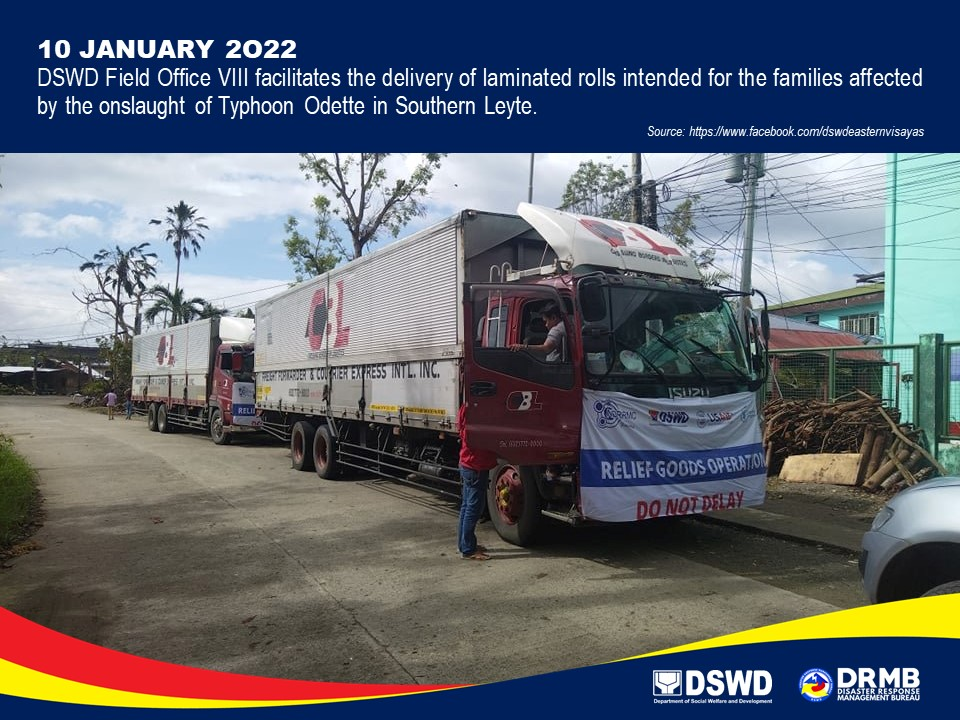 10 JANUARY 2022
DSWD Field Office VIII facilitates the delivery of laminated rolls intended for the families affected
by the onslaught of Typhoon Odette in Southern Leyte.
Source: https://www.facebook.com/dswdeasternvisayas
FREIGHT FORWARDER & COURRIER EXPRESS INTL. INC.
ISUZU
DSWD
USAID
RELIEF GOODS OPERATION
DO NOT DELAY
RELIE
DSWD
Department of Social Welfare and Development
DRMB
DISASTER RESPONSE
MANAGEMENT BUREAU